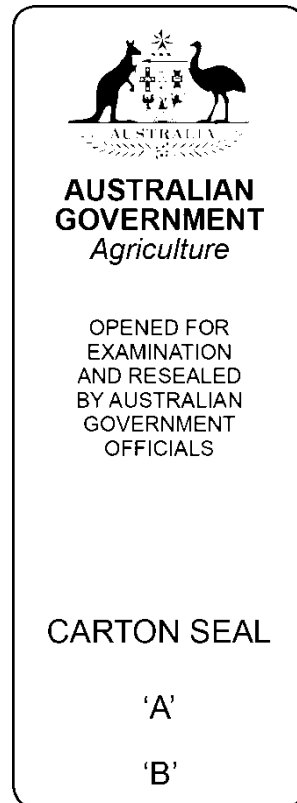 AUSTRALIA
AUSTRALIAN
GOVERNMENT
Agriculture
OPENED FOR
EXAMINATION
AND RESEALED
BY AUSTRALIAN
GOVERNMENT
OFFICIALS
CARTON SEAL
‘A’
‘B’